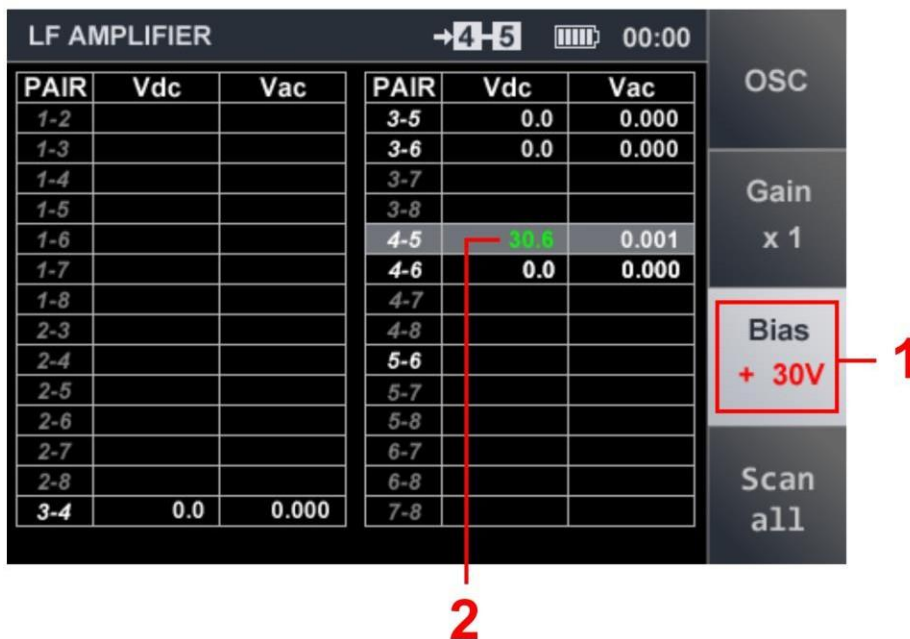 LF AMPLIFIER →4-5 00:00
PAIR Vdc Vac PAIR Vdc Vac
1-2 3-5 0.0 0.000
1-3 3-6 0.0 0.000
1-4 3-7
1-5 3-8
1-6 4-5 30.6 0.001
1-7 4-6 0.0 0.000
1-8 4-7
2-3 4-8
2-4 5-6
2-5 5-7
2-6 5-8
2-7 6-7
2-8 6-8
3-4 0.0 0.000 7-8
OSC
Gain
x 1
Bias
+ 30V
Scan
all
1
2